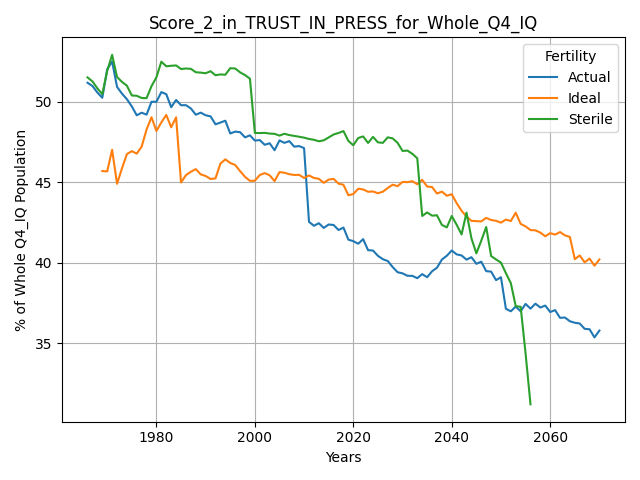 Score_2_in_TRUST_IN_PRESS_for_Whole_Q4_IQ
Fertility
Actual
Ideal
Sterile
% of Whole Q4_IQ Population
50
45
40
35
1980
2000
2020
2040
2060
Years